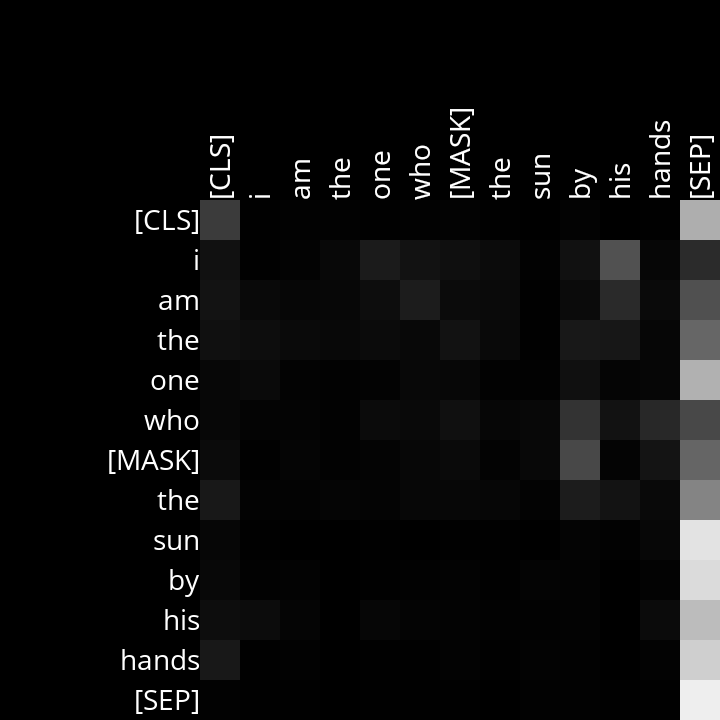 [CLS] i am the one who [MASK] the sun by his hands [SEP]
[CLS]
i
am
the
one
who
[MASK]
the
sun
by
his
hands
[SEP]